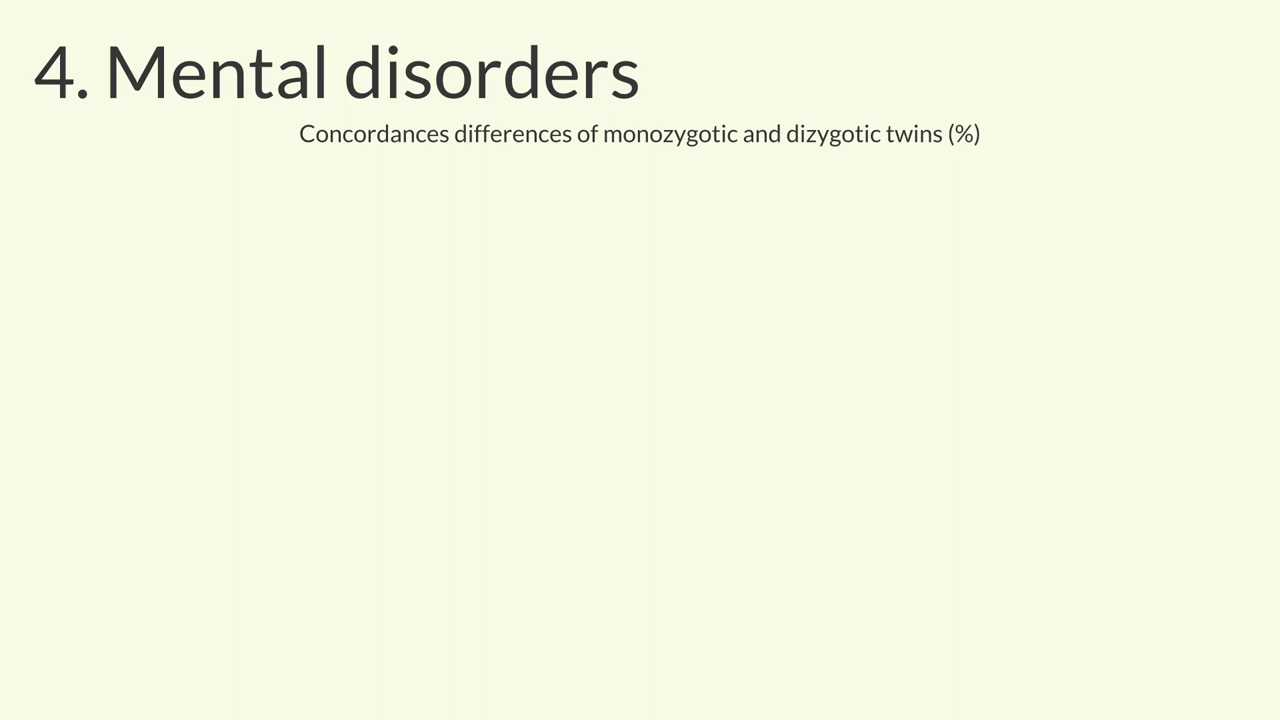 4. Mental disorders
Concordances differences of monozygotic and dizygotic twins (%)